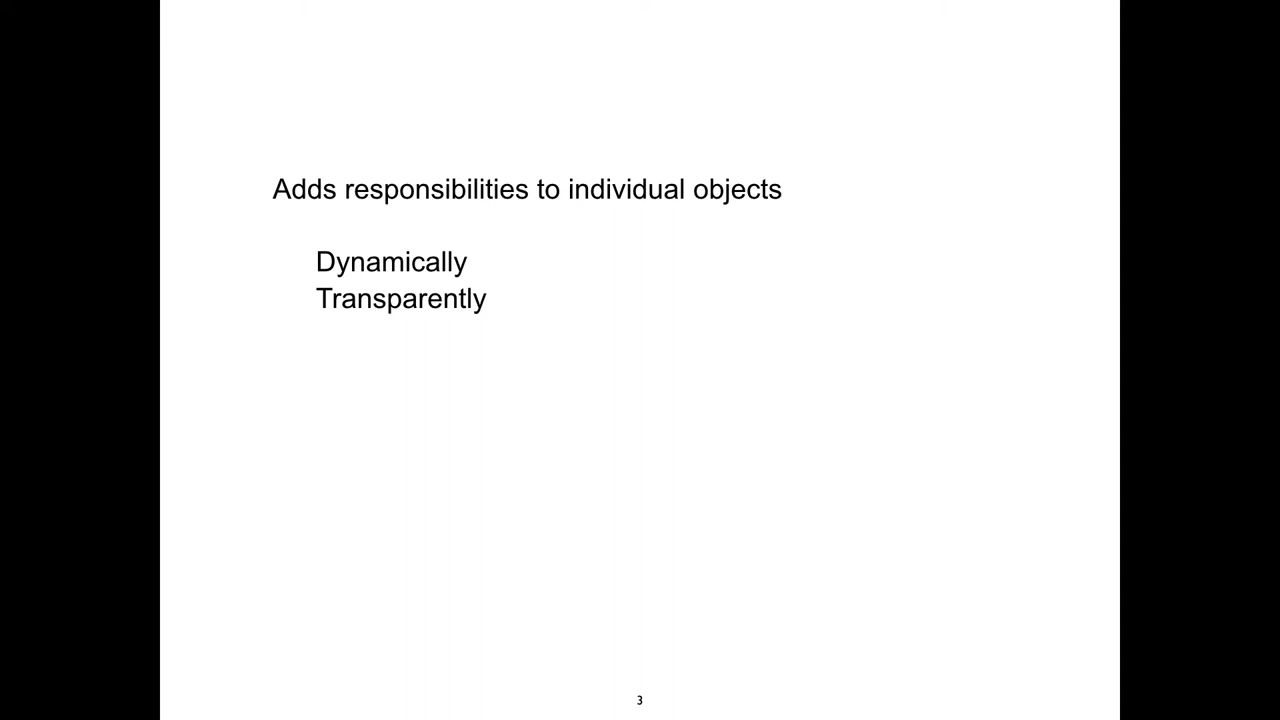 Adds responsibilities to individual objects
Dynamically
Transparently
3